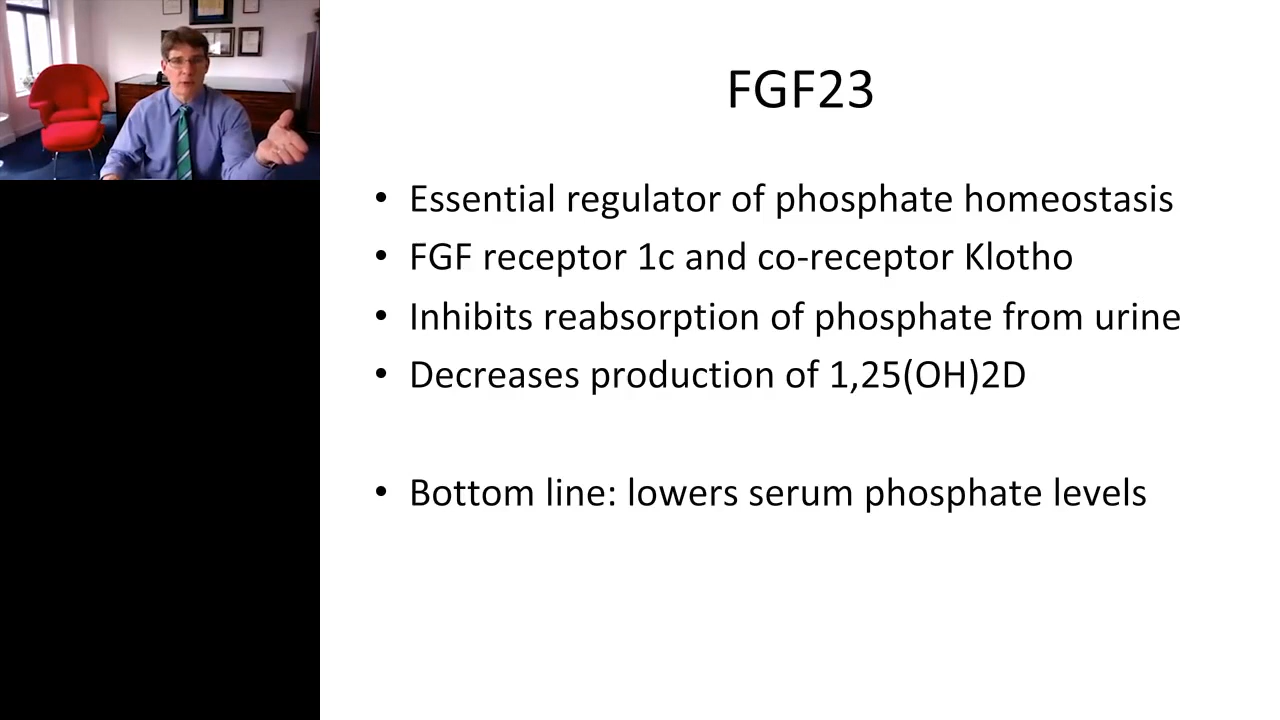 FGF23
• Essential regulator of phosphate homeostasis
• FGF receptor 1c and co-receptor Klotho
• Inhibits reabsorption of phosphate from urine
• Decreases production of 1,25(OH)2D
• Bottom line: lowers serum phosphate levels